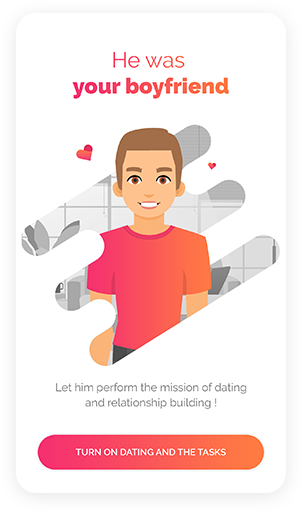 He was
your boyfriend
Let him perform the mission of dating
and relationship building !
TURN ON DATING AND THE TASKS